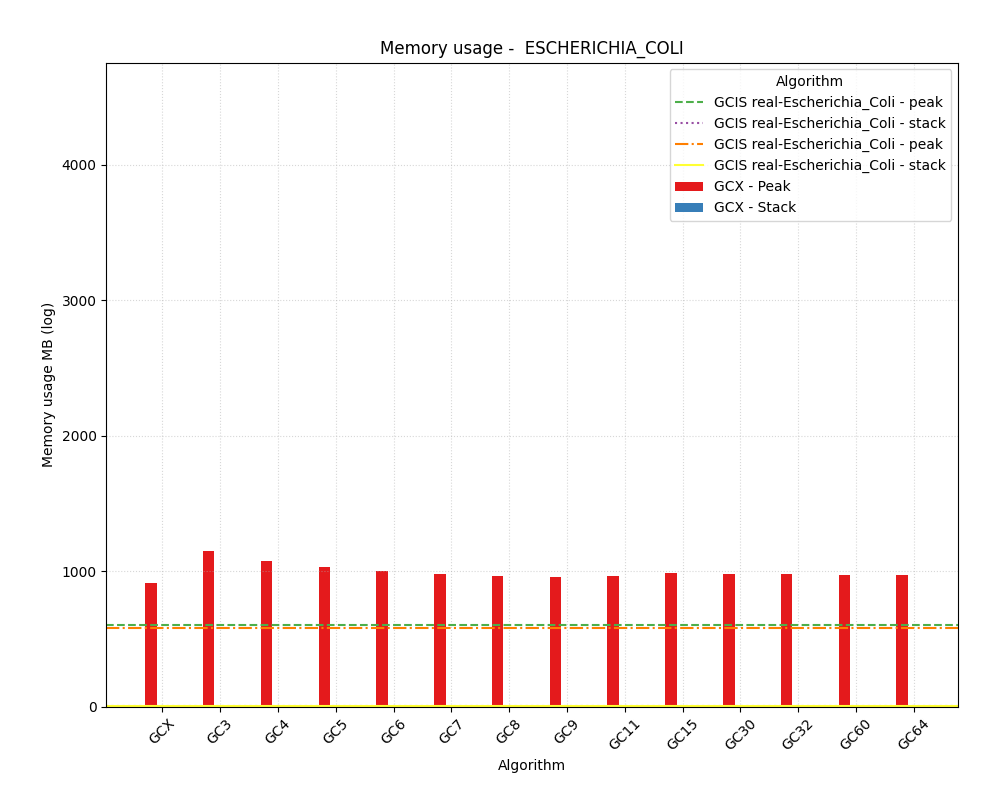 Memory usage -  ESCHERICHIA_COLI
Algorithm
GCIS real-Escherichia_Coli - peak
GCIS real-Escherichia_Coli - stack
GCIS real-Escherichia_Coli - peak
GCIS real-Escherichia_Coli - stack
GCX - Peak
GCX - Stack
Memory usage MB (log)
4000
3000
2000
1000
0
GCX GC3 GC4 GC5 GC6 GC7 GC8 GC9 GC11 GC15 GC30 GC32 GC60 GC64
Algorithm